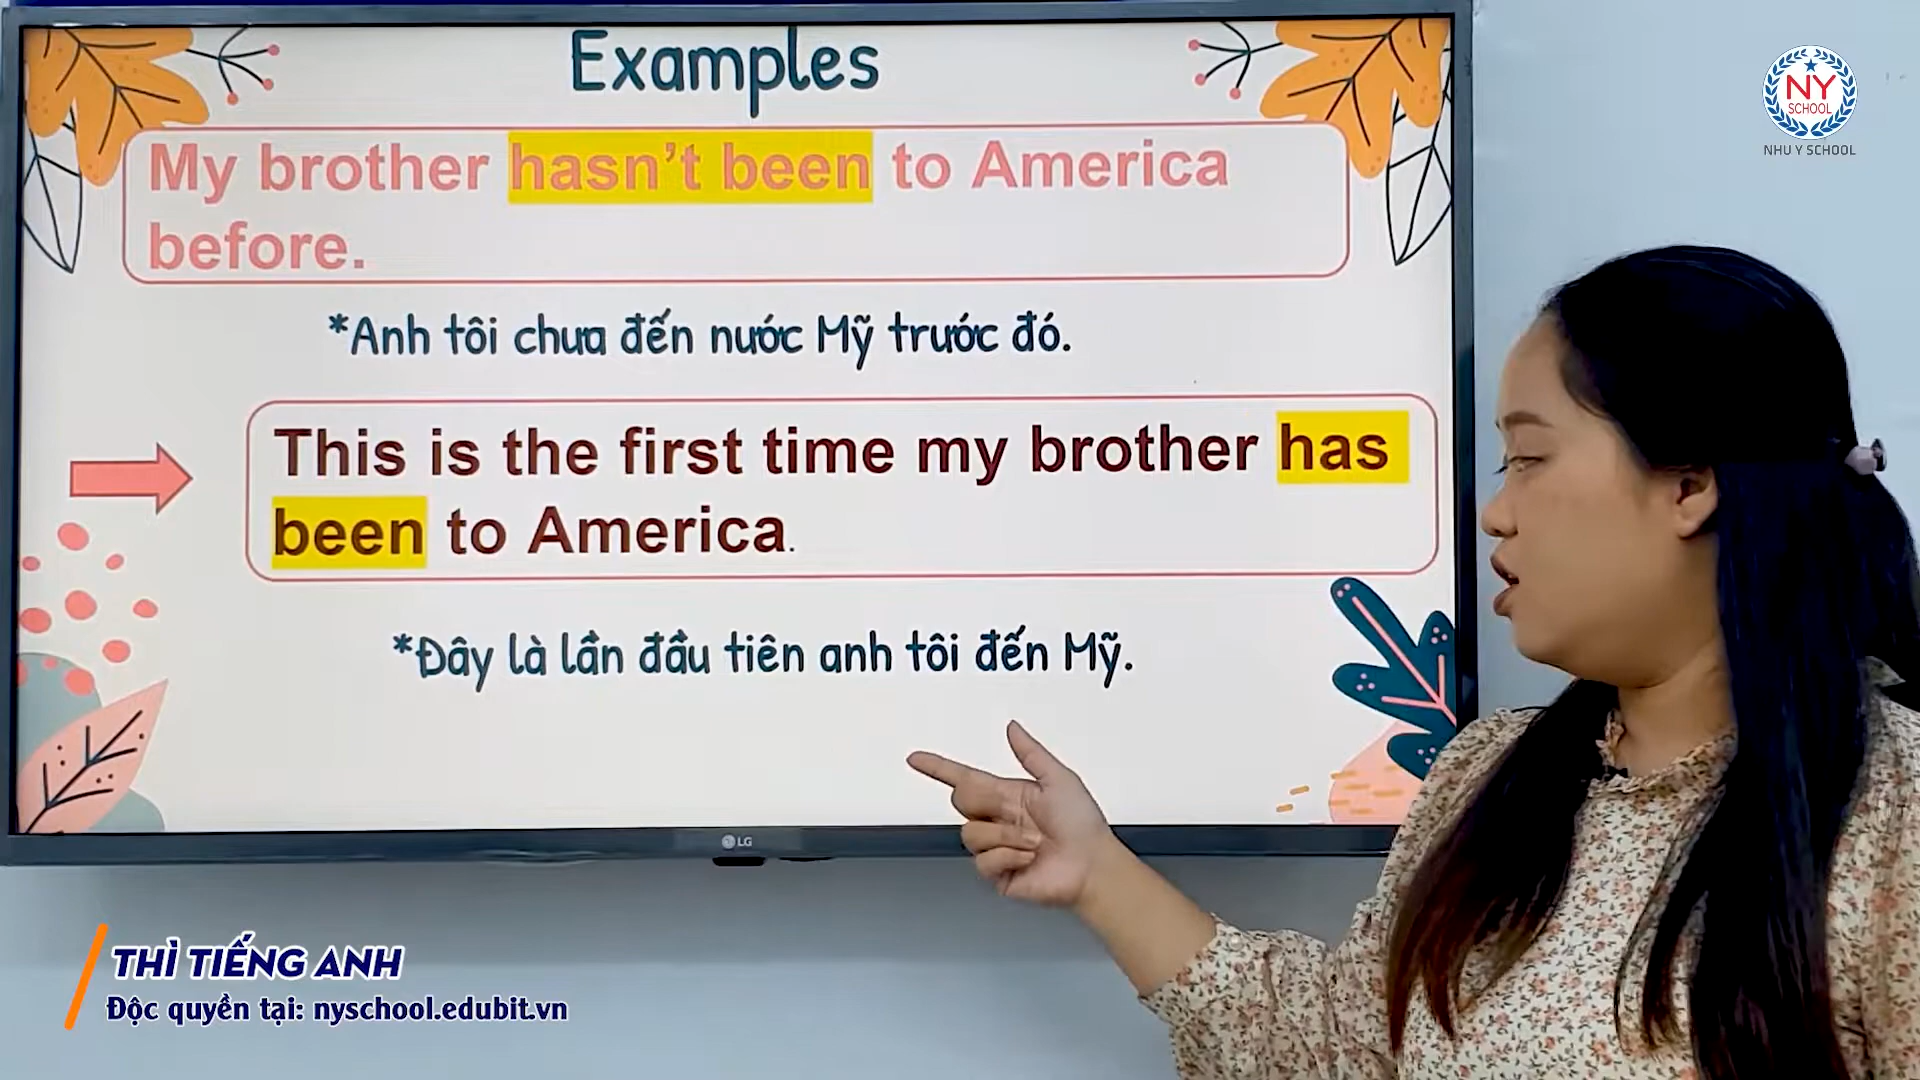 Examples
My brother hasn't been to America
before.
*Anh tôi chưa đến nước Mỹ trước đó.
This is the first time my brother has
been to America.
*Đây là lần đầu tiên anh tôi đến Mỹ.
NY
SCHOOL
NHU Y SCHOOL
LG
THÌ TIẾNG ANH
Độc quyền tại: nyschool.edubit.vn